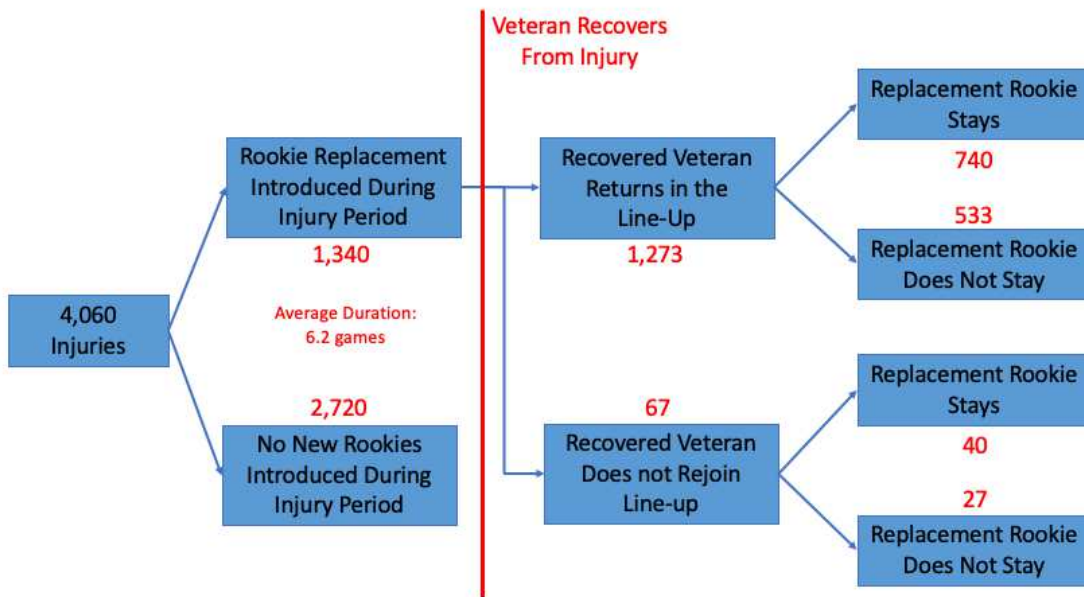 Veteran Recovers
From Injury
4,060
Injuries
Rookie Replacement
Introduced During
Injury Period
1,340
Average Duration:
6.2 games
2,720
No New Rookies
Introduced During
Injury Period
Recovered Veteran
Returns in the
Line-Up
1,273
67
Recovered Veteran
Does not Rejoin
Line-up
Replacement Rookie
Stays
740
533
Replacement Rookie
Does Not Stay
Replacement Rookie
Stays
40
27
Replacement Rookie
Does Not Stay